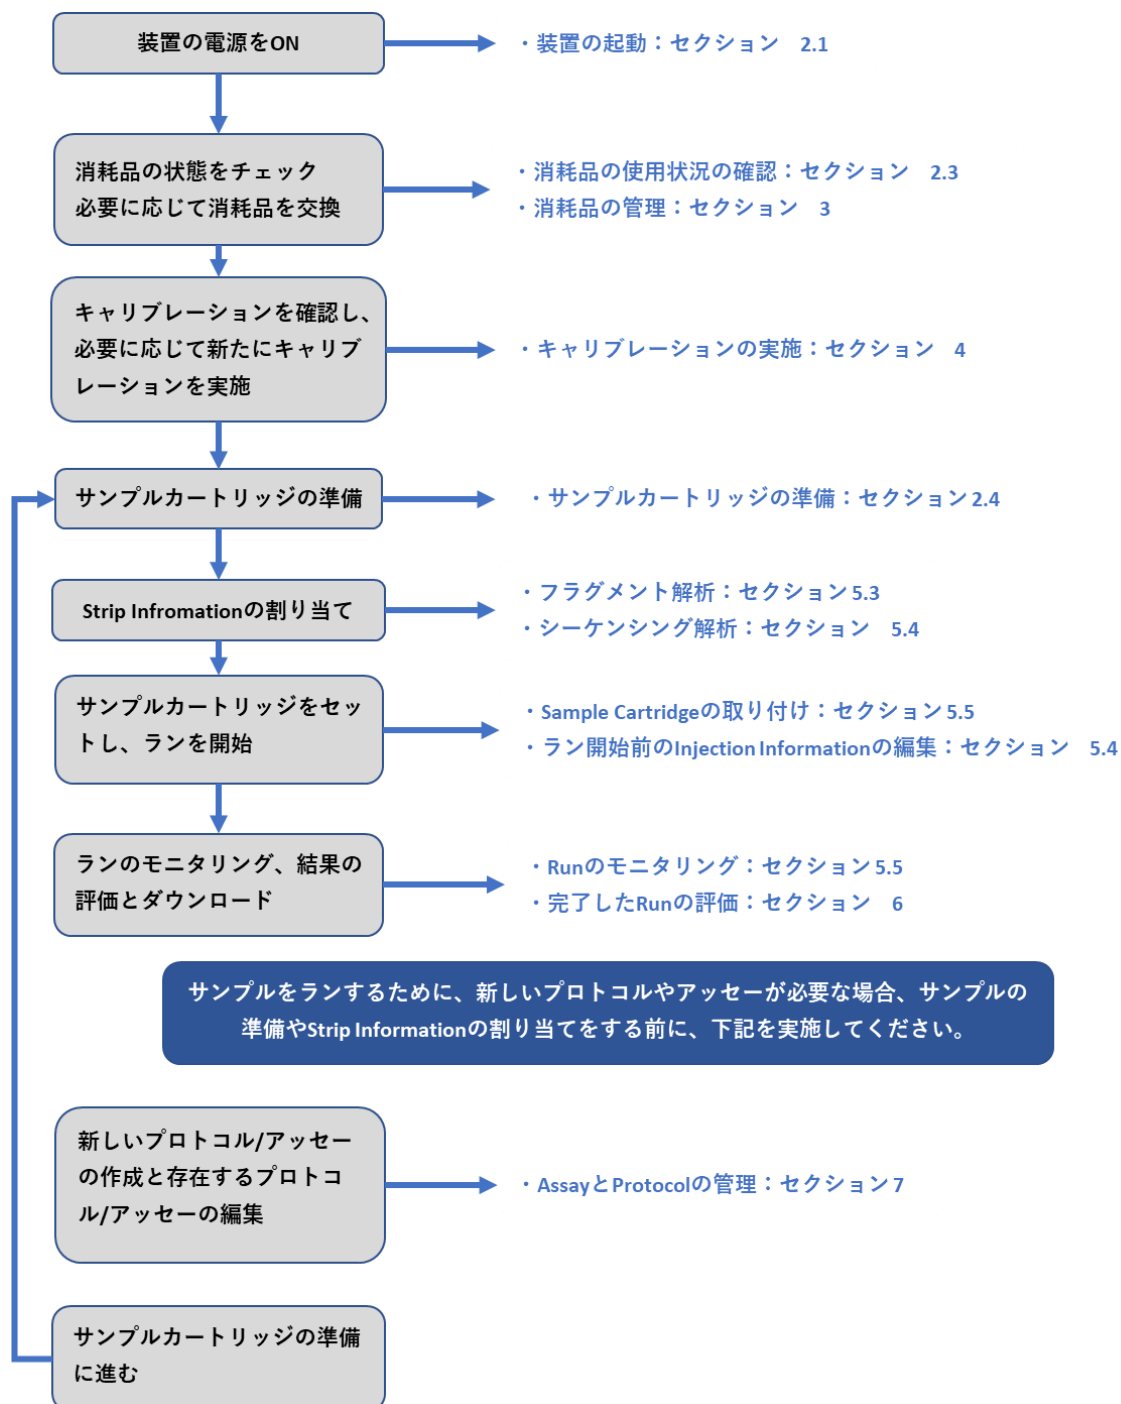 装置の電源をON
・装置の起動：セクション　2.1
消耗品の状態をチェック
必要に応じて消耗品を交換
・消耗品の使用状況の確認：セクション　2.3
・消耗品の管理：セクション　3
キャリブレーションを確認し、
必要に応じて新たにキャリブ
レーションを実施
・キャリブレーションの実施：セクション　4
サンプルカートリッジの準備
・サンプルカートリッジの準備：セクション2.4
Strip Infromationの割り当て
・フラグメント解析：セクション5.3
・シーケンシング解析：セクション　5.4
サンプルカートリッジをセッ
トし、ランを開始
・Sample Cartridgeの取り付け：セクション5.5
・ラン開始前のInjection Informationの編集：セクション　5.4
ランのモニタリング、結果の
評価とダウンロード
・Runのモニタリング：セクション5.5
・完了したRunの評価：セクション　6
サンプルをランするために、新しいプロトコルやアッセーが必要な場合、サンプルの
準備やStrip Informationの割り当てをする前に、下記を実施してください。
新しいプロトコル/アッセー
の作成と存在するプロトコ
ル/アッセーの編集
・AssayとProtocolの管理：セクション7
サンプルカートリッジの準備
に進む